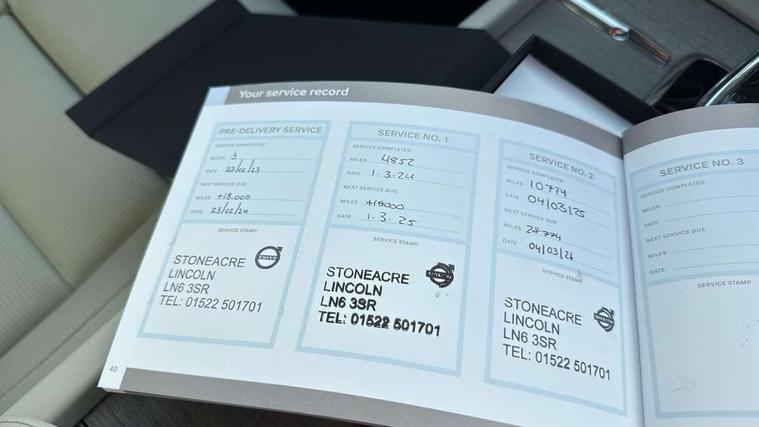 Your service record
PRE-DELIVERY SERVICE
SERVICE COMPLETED
MILES 3
DATE 23/02/23
NEXT SERVICE DUE
MILES +18.000
DATE 23/02/24
SERVICE STAMP
STONEACRE
LINCOLN
LN6 3SR
TEL: 01522 501701
VOLVO
SERVICE NO. 1
SERVICE COMPLETED
MILES 4852
DATE 1.3.24
NEXT SERVICE DUE
MILES +18000
DATE 1.3.25
SERVICE STAMP
STONEACRE
LINCOLN
LN6 3SR
TEL: 01522 501701
SERVICE NO. 2
SERVICE COMPLETED
MILES 10774
DATE 04/03/25
NEXT SERVICE DUE
MILES 28774
DATE 04/03/26
SERVICE STAMP
STONEACRE
LINCOLN
LN6 3SR
TEL: 01522 501701
SERVICE NO. 3
SERVICE COMPLETED
MILES
DATE
NEXT SERVICE DUE
MILES
DATE
SERVICE STAMP
40